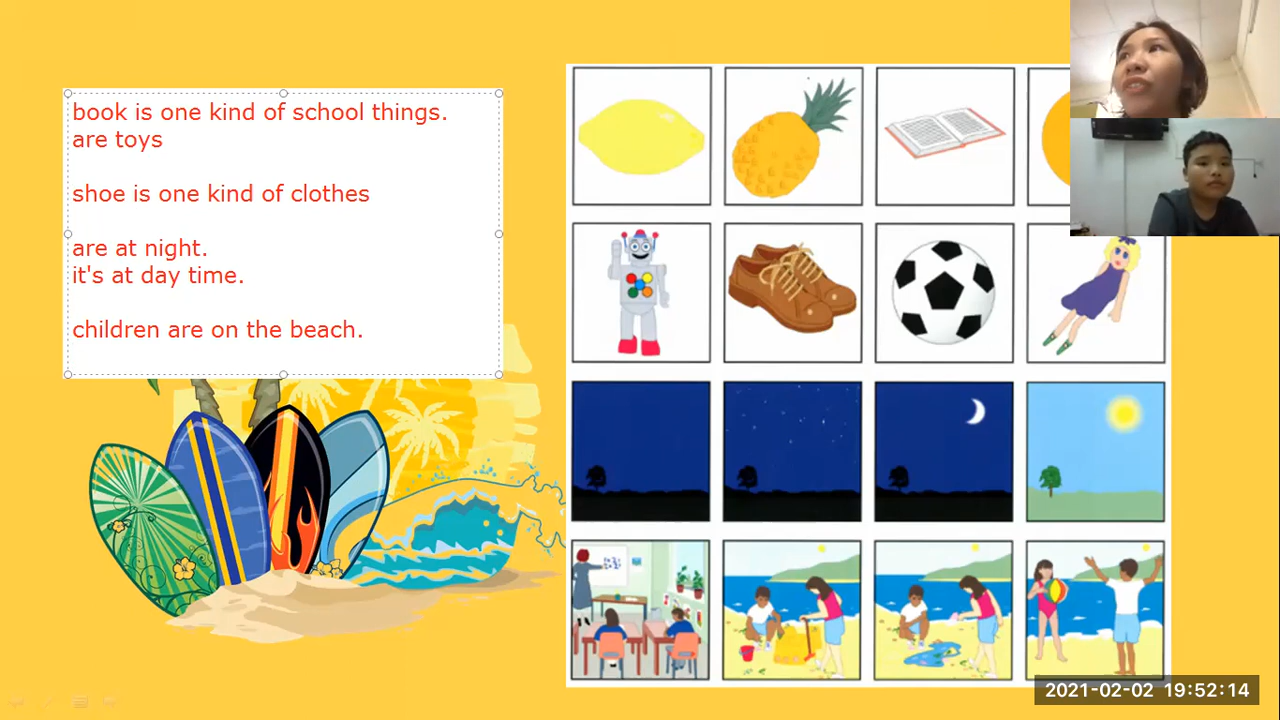 book is one kind of school things.
are toys
shoe is one kind of clothes
are at night.
it's at day time.
children are on the beach.
2021-02-02 19:52:14